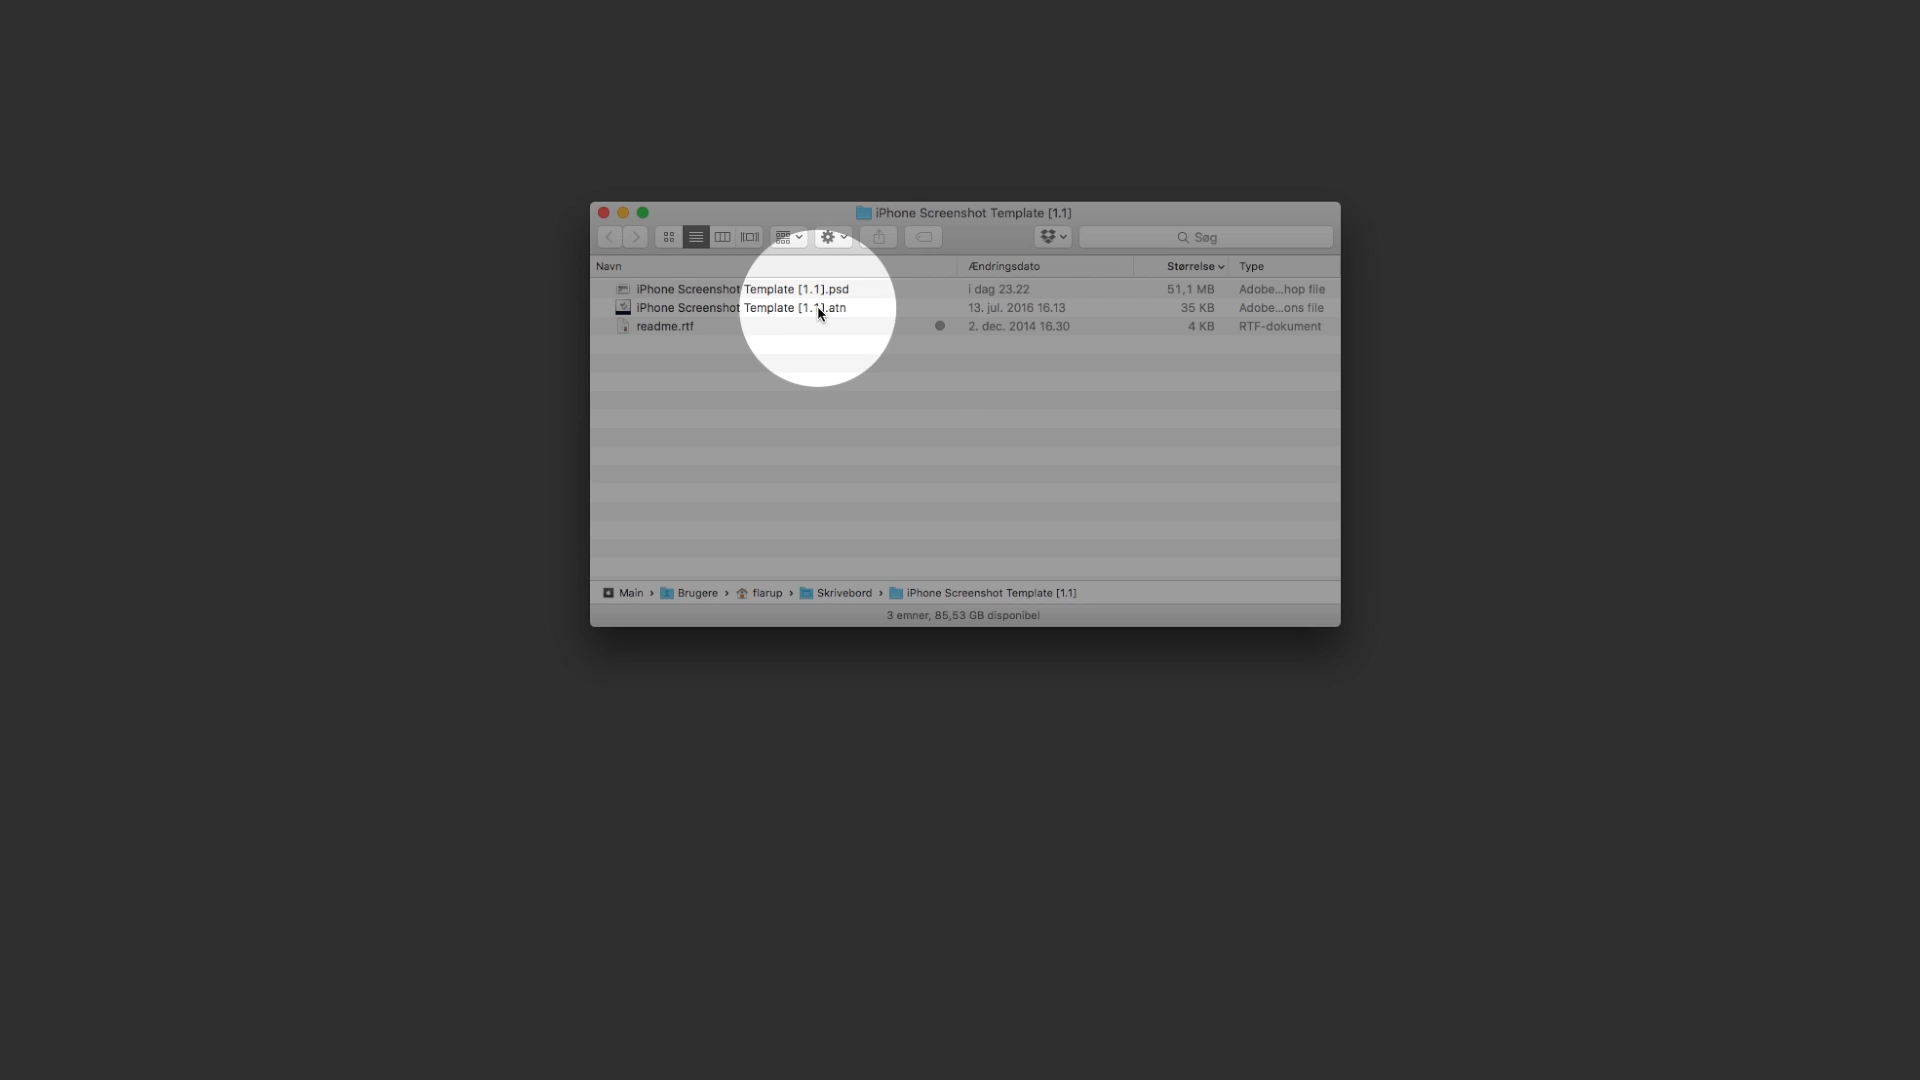 iPhone Screenshot Template [1.1]
Søg
Navn Ændringsdato Størrelse Type
iPhone Screenshot Template [1.1].psd i dag 23.22 51,1 MB Adobe...hop file
iPhone Screenshot Template [1.1].atn 13. jul. 2016 16.13 35 KB Adobe...ons file
readme.rtf 2. dec. 2014 16.30 4 KB RTF-dokument
Main › Brugere › flarup › Skrivebord › iPhone Screenshot Template [1.1]
3 emner, 85,53 GB disponibel